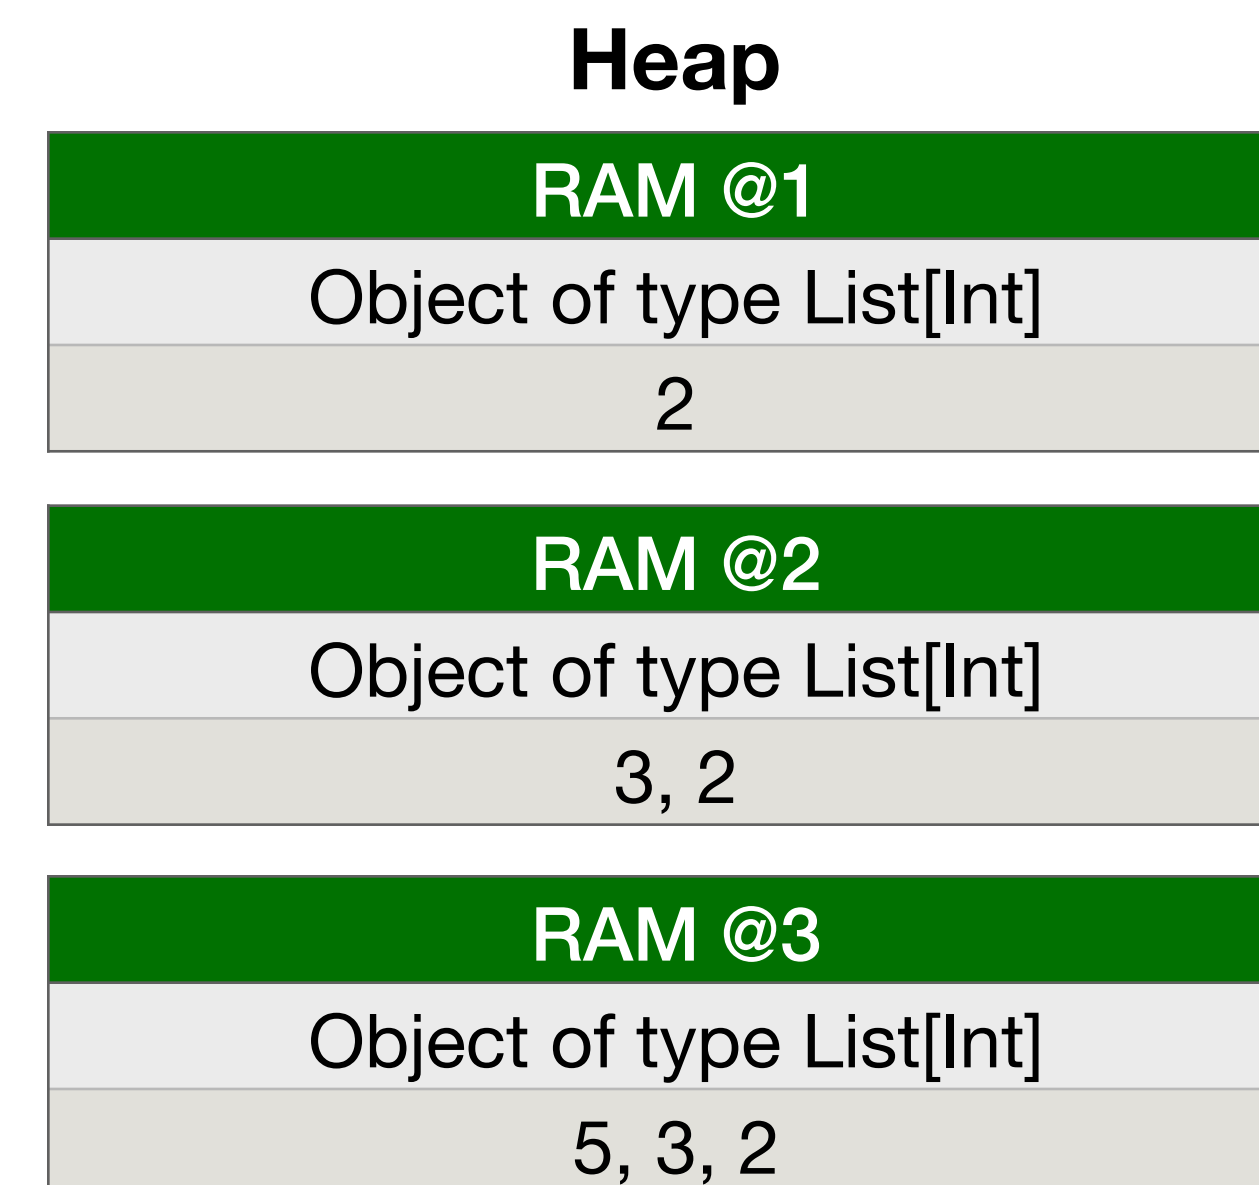 Heap
RAM @1
Object of type List[Int]
2
RAM @2
Object of type List[Int]
3, 2
RAM @3
Object of type List[Int]
5, 3, 2